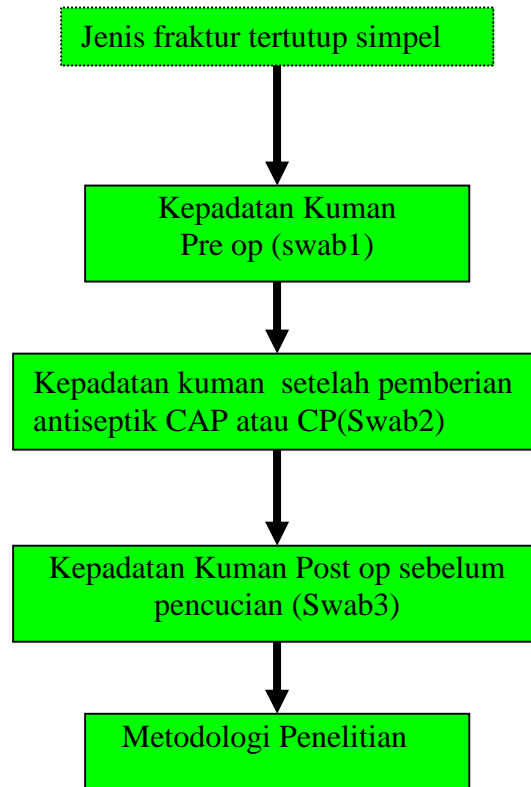 Jenis fraktur tertutup simpel
Kepadatan Kuman
Pre op (swab1)
Kepadatan kuman  setelah pemberian
antiseptik CAP atau CP(Swab2)
Kepadatan Kuman Post op sebelum
pencucian (Swab3)
Metodologi Penelitian